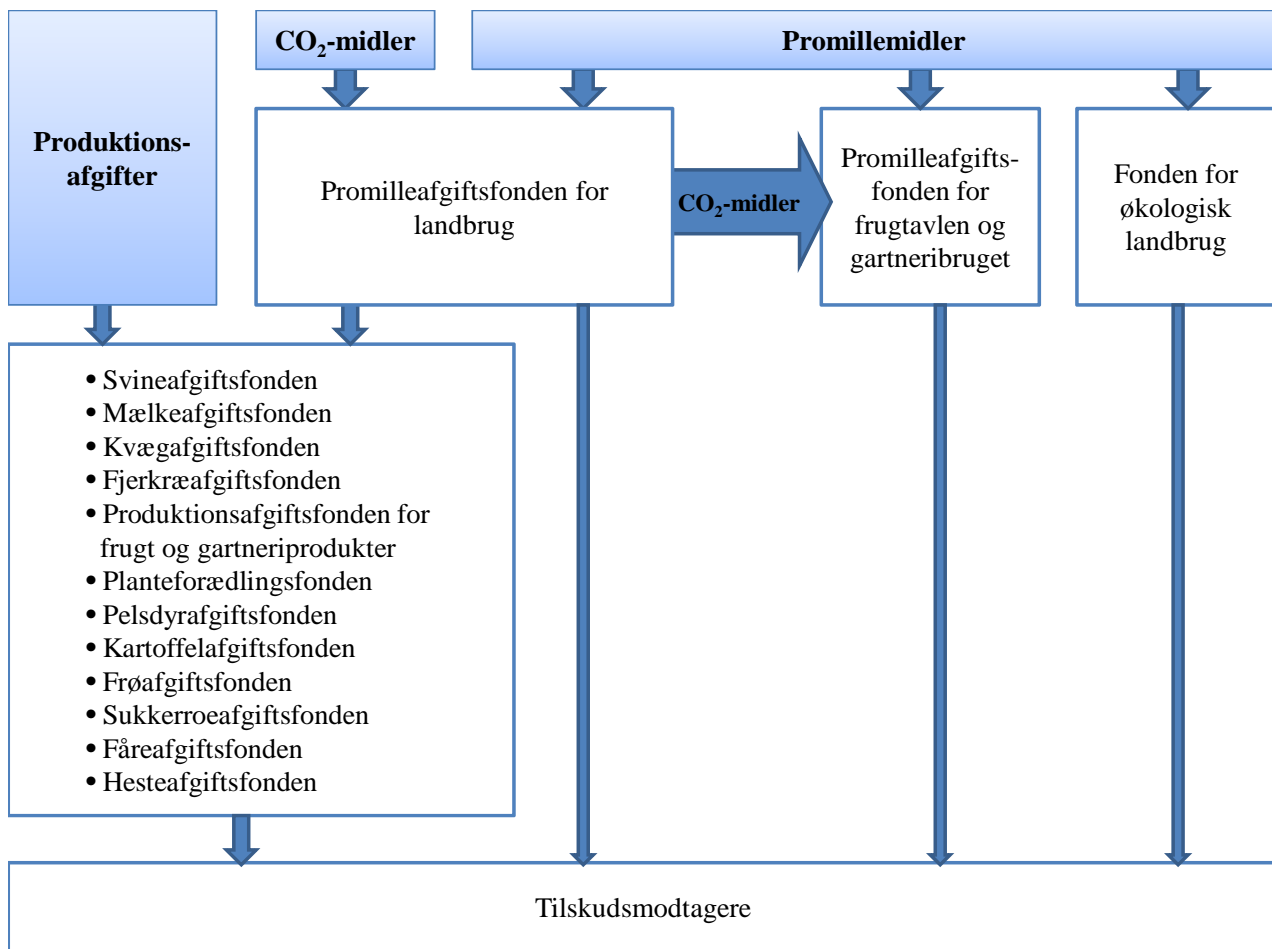 CO₂-midler
Promillemidler
Produktions-
afgifter
Promilleafgiftsfonden for
landbrug
CO₂-midler
Promilleafgifts-
fonden for
frugtavlen og
gartneribruget
Fonden for
økologisk
landbrug
• Svineafgiftsfonden
• Mælkeafgiftsfonden
• Kvægafgiftsfonden
• Fjerkræafgiftsfonden
• Produktionsafgiftsfonden for
frugt og gartneriprodukter
• Planteforædlingsfonden
• Pelsdyrafgiftsfonden
• Kartoffelafgiftsfonden
• Frøafgiftsfonden
• Sukkerroeafgiftsfonden
• Fåreafgiftsfonden
• Hesteafgiftsfonden
Tilskudsmodtagere